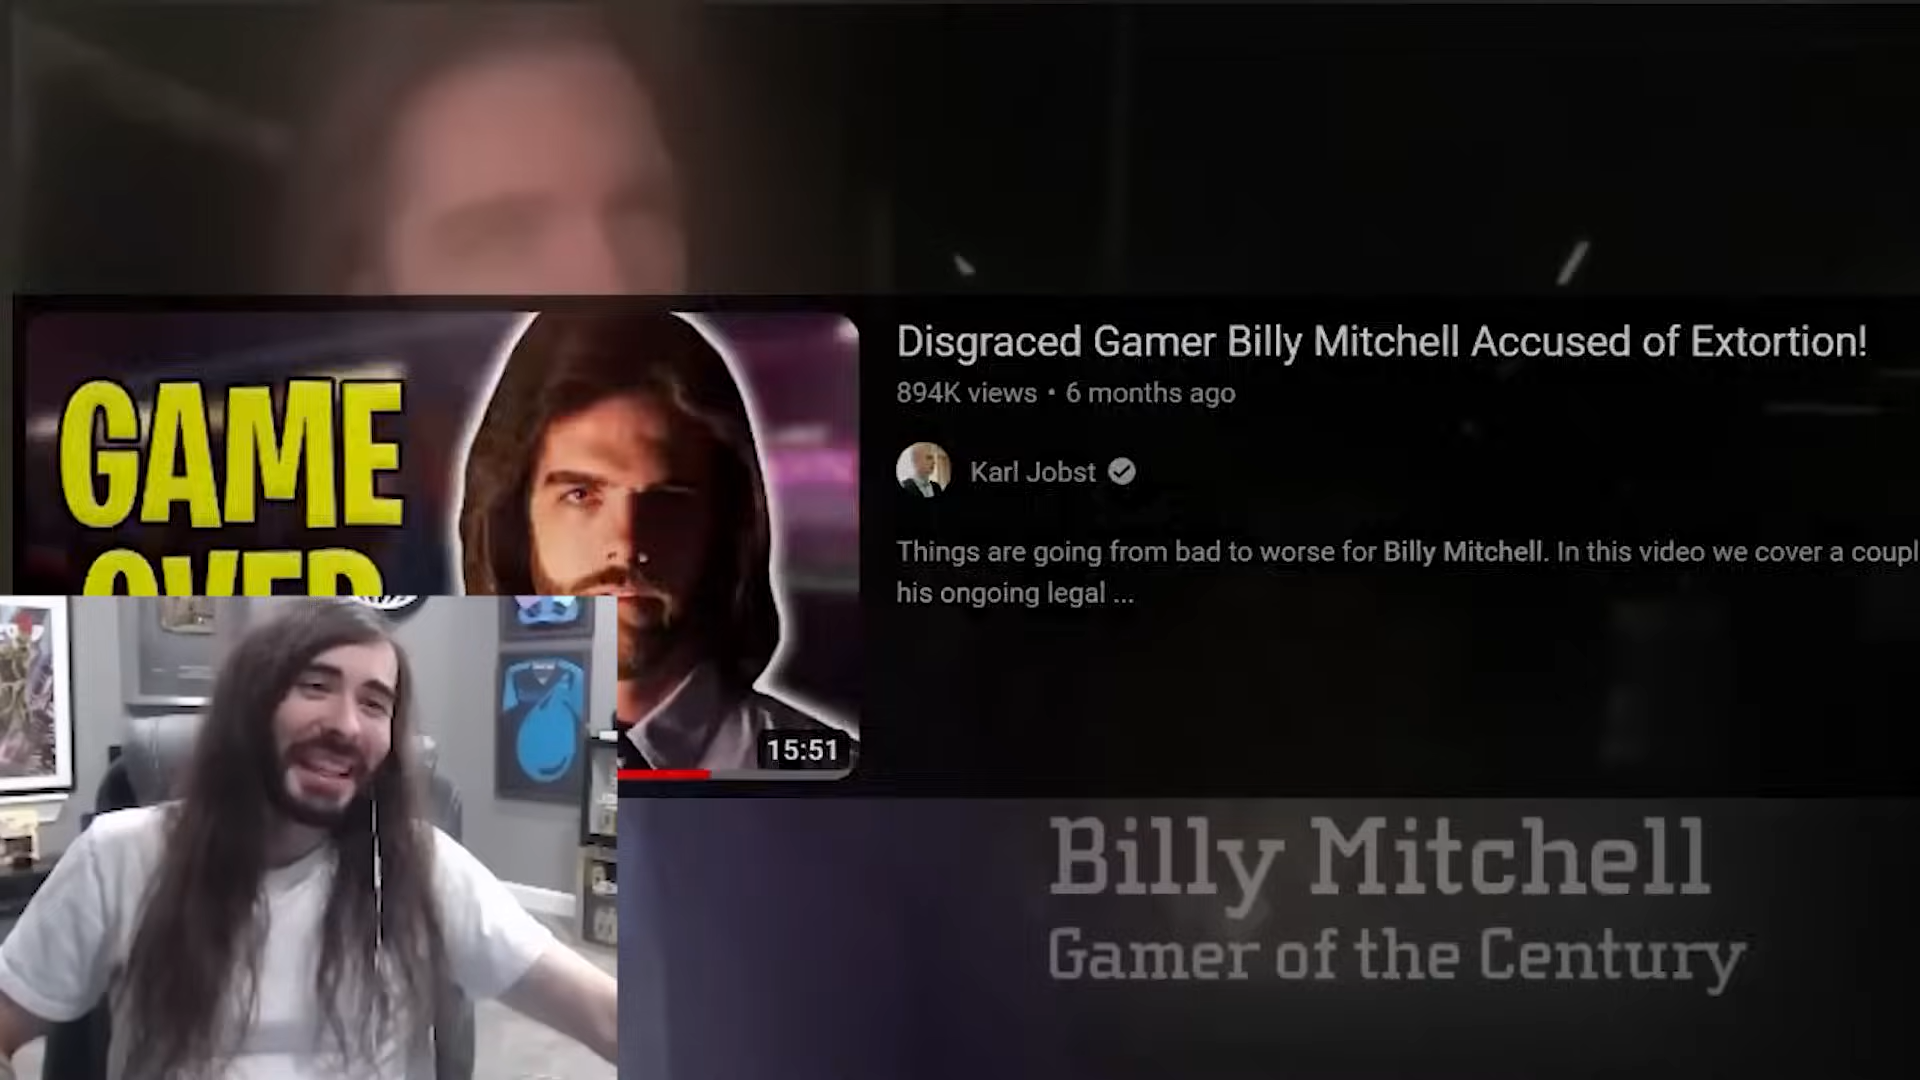 Disgraced Gamer Billy Mitchell Accused of Extortion!
894K views • 6 months ago
Karl Jobst
Things are going from bad to worse for Billy Mitchell. In this video we cover a coupl
his ongoing legal ...
GAME
OVER
15:51
Billy Mitchell
Gamer of the Century